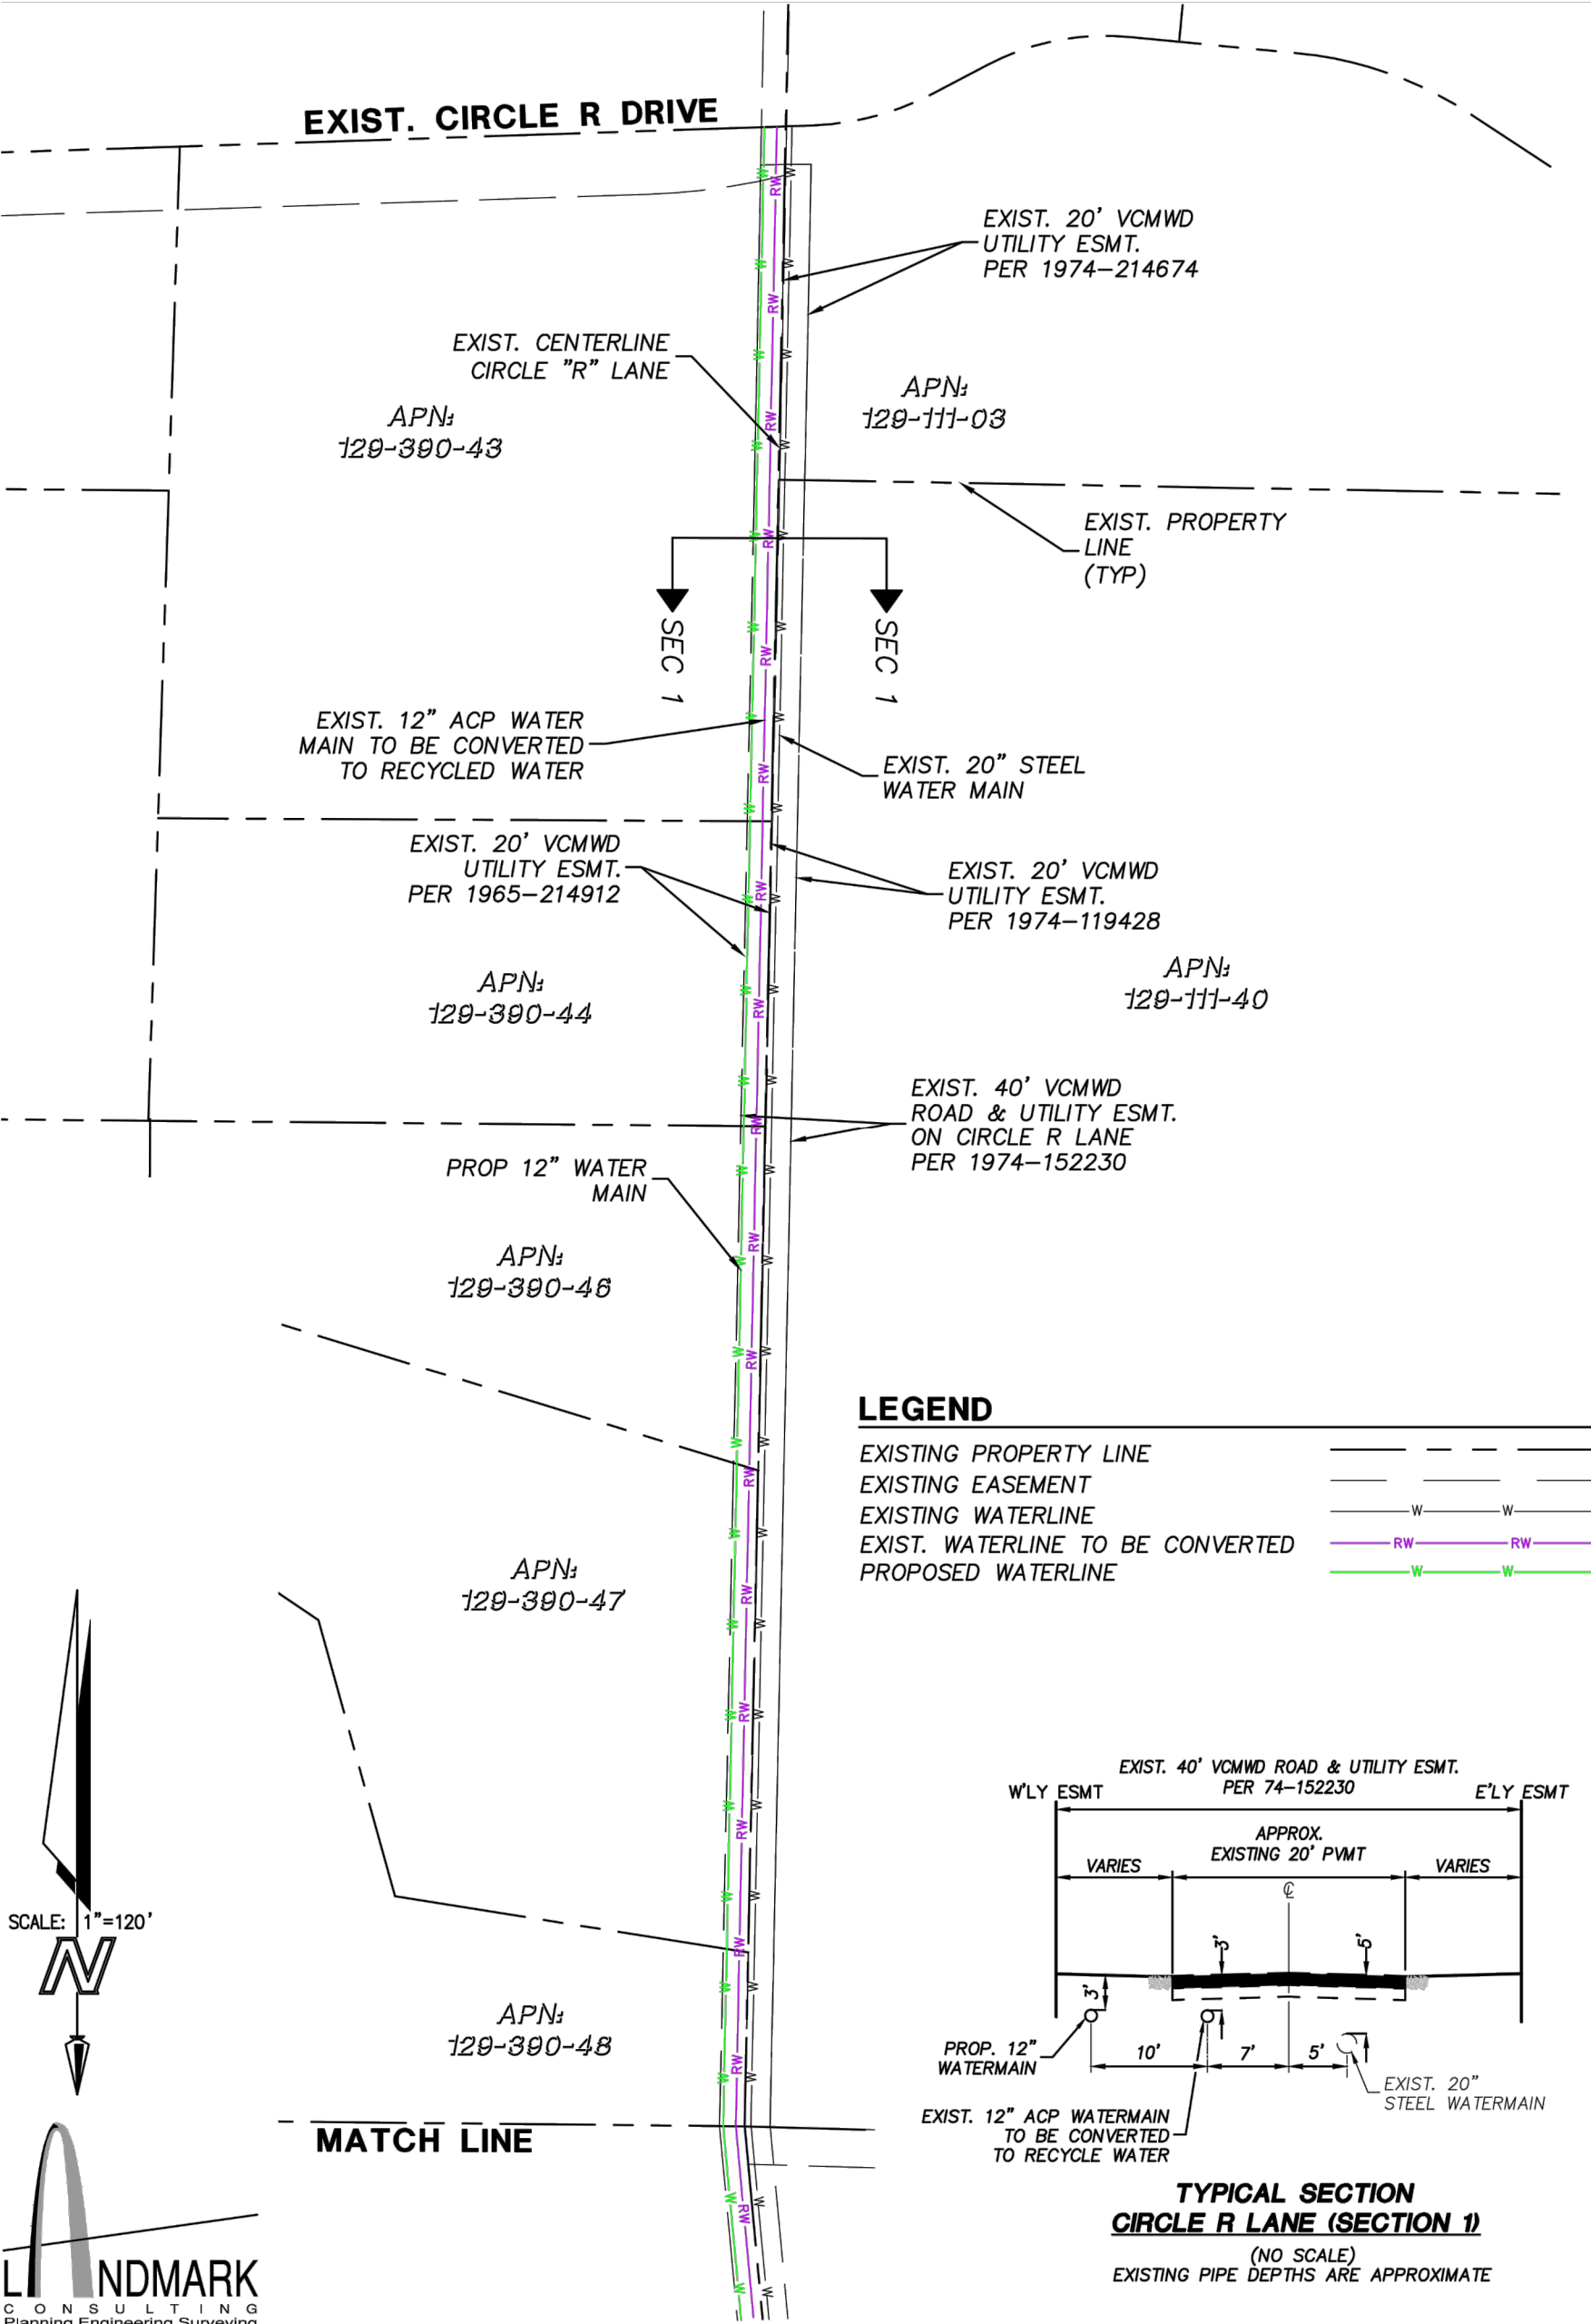 EXIST. CIRCLE R DRIVE
EXIST. 20' VCMWD
UTILITY ESMT.
PER 1974-214674
EXIST. CENTERLINE
CIRCLE "R" LANE
APN:
129-390-43
APN:
129-111-03
EXIST. PROPERTY
LINE
(TYP)
SEC 1
SEC 1
EXIST. 12" ACP WATER
MAIN TO BE CONVERTED
TO RECYCLED WATER
EXIST. 20" STEEL
WATER MAIN
EXIST. 20' VCMWD
UTILITY ESMT.
PER 1965-214912
EXIST. 20' VCMWD
UTILITY ESMT.
PER 1974-119428
APN:
129-390-44
APN:
129-111-40
EXIST. 40' VCMWD
ROAD & UTILITY ESMT.
ON CIRCLE R LANE
PER 1974-152230
PROP 12" WATER
MAIN
APN:
129-390-46
LEGEND
EXISTING PROPERTY LINE
EXISTING EASEMENT
EXISTING WATERLINE W W
EXIST. WATERLINE TO BE CONVERTED RW RW
PROPOSED WATERLINE W W
APN:
129-390-47
SCALE: 1"=120'
N
APN:
129-390-48
MATCH LINE
EXIST. 40' VCMWD ROAD & UTILITY ESMT.
PER 74-152230
W'LY ESMT
E'LY ESMT
APPROX.
EXISTING 20' PVMT
VARIES
VARIES
℄
3'
5'
3'
PROP. 12"
WATERMAIN
10'
7'
5'
EXIST. 20"
STEEL WATERMAIN
EXIST. 12" ACP WATERMAIN
TO BE CONVERTED
TO RECYCLE WATER
TYPICAL SECTION
CIRCLE R LANE (SECTION 1)
(NO SCALE)
EXISTING PIPE DEPTHS ARE APPROXIMATE
LANDMARK
CONSULTING
Planning Engineering Surveying